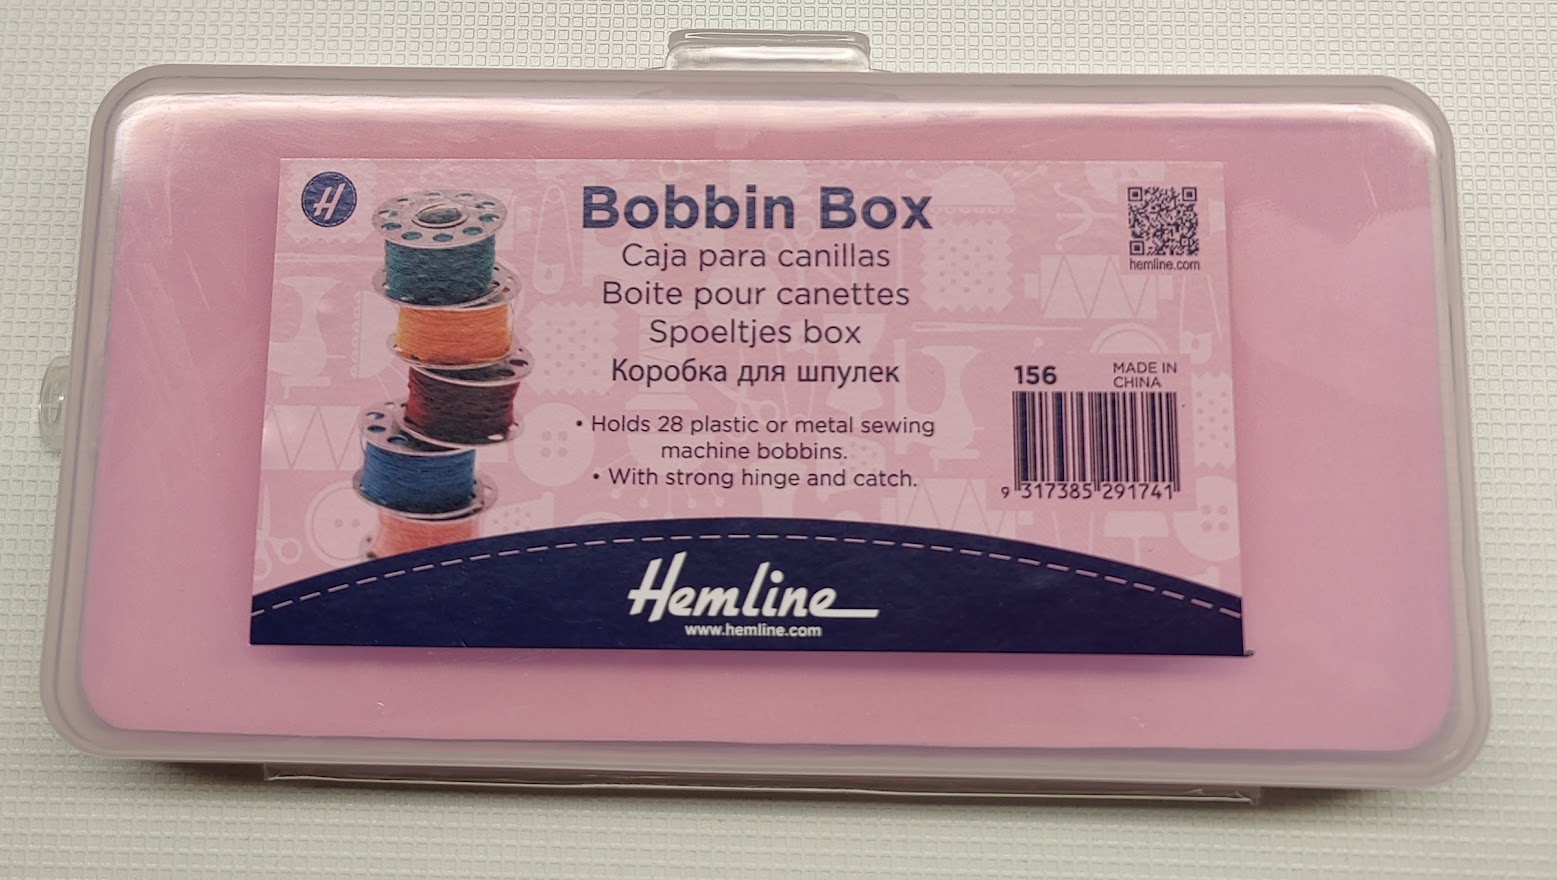 H
Bobbin Box
Caja para canillas
Boite pour canettes
Spoeltjes box
Коробка для шпулек
• Holds 28 plastic or metal sewing
machine bobbins.
• With strong hinge and catch.
hemline.com
156
MADE IN
CHINA
9 317385 291741
Hemline
www.hemline.com